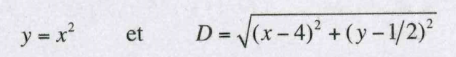 y = x² et D = √((x − 4)² + (y − 1/2)²)